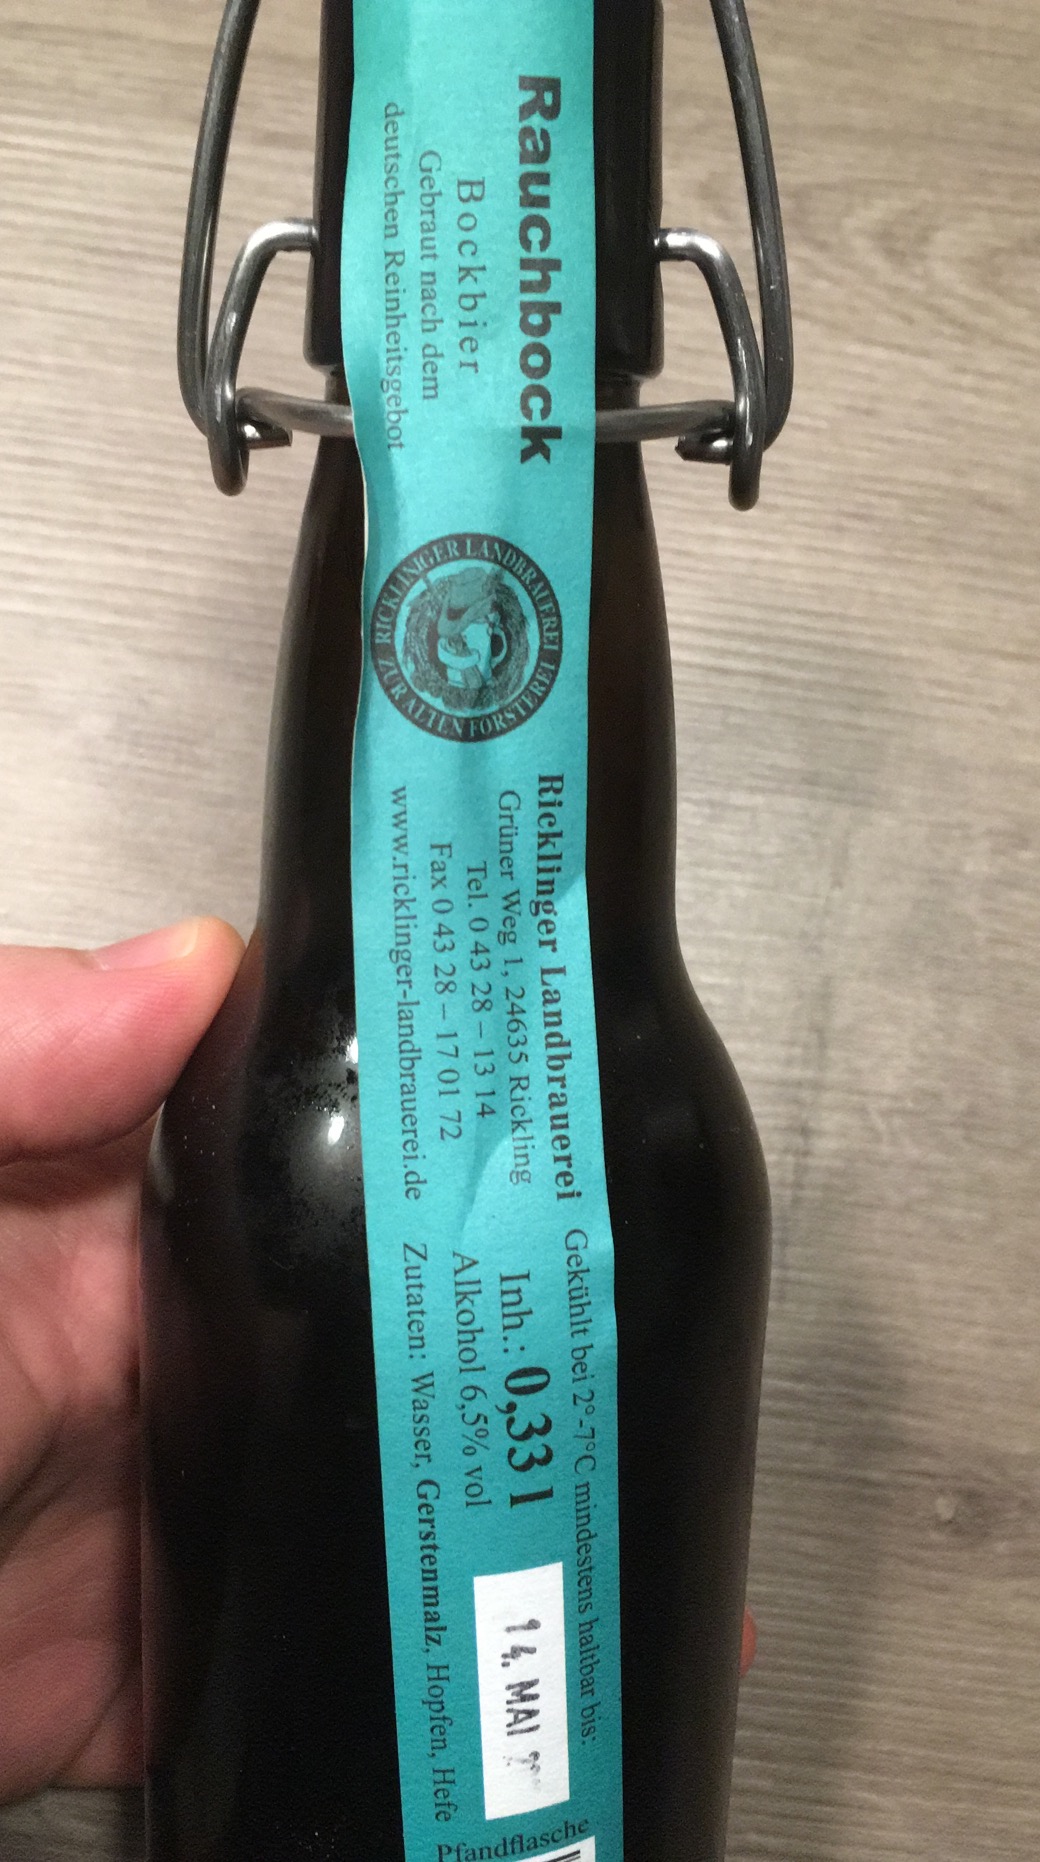 Rauchbock
Bockbier
Gebraut nach dem
deutschen Reinheitsgebot
RICKLINGER LANDBRAUEREI
ZUR ALTEN FÖRSTEREI
Ricklinger Landbrauerei
Grüner Weg 1, 24635 Rickling
Tel. 0 43 28 – 13 14
Fax 0 43 28 – 17 01 72
www.ricklinger-landbrauerei.de
Gekühlt bei 2°-7°C mindestens haltbar bis:
Inh.: 0,33 l
Alkohol 6,5% vol
Zutaten: Wasser, Gerstenmalz, Hopfen, Hefe
14. MAI
Pfandflasche